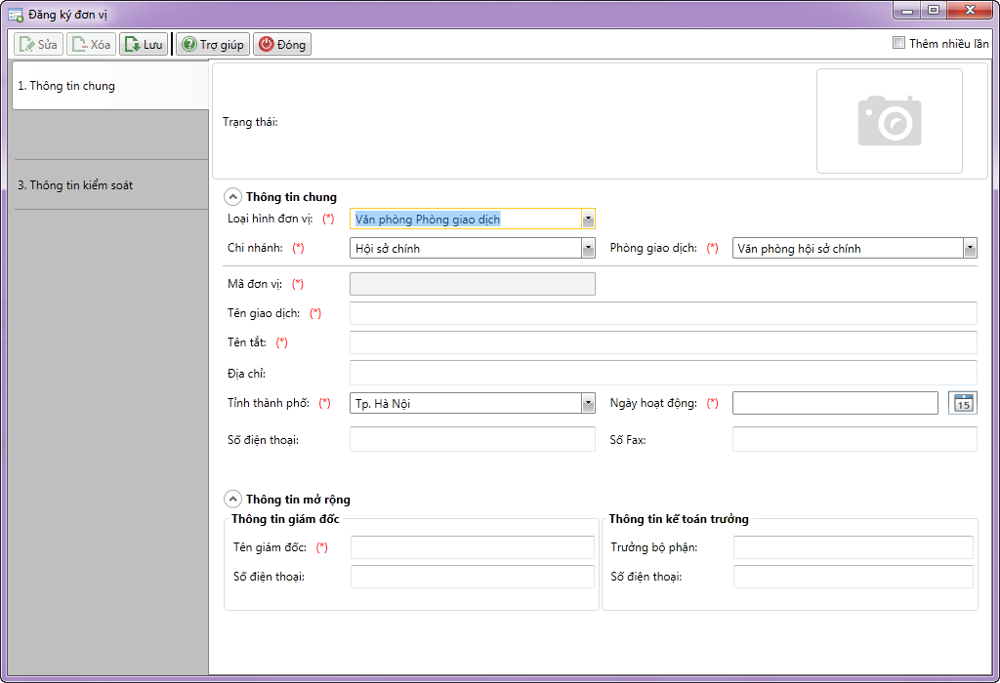 Đăng ký đơn vị
Sửa Xóa Lưu Trợ giúp Đóng Thêm nhiều lần
1. Thông tin chung
3. Thông tin kiểm soát
Trạng thái:
Thông tin chung
Loại hình đơn vị: (*) Văn phòng Phòng giao dịch
Chi nhánh: (*) Hội sở chính Phòng giao dịch: (*) Văn phòng hội sở chính
Mã đơn vị: (*)
Tên giao dịch: (*)
Tên tắt: (*)
Địa chỉ:
Tỉnh thành phố: (*) Tp. Hà Nội Ngày hoạt động: (*) 15
Số điện thoại: Số Fax:
Thông tin mở rộng
Thông tin giám đốc Thông tin kế toán trưởng
Tên giám đốc: (*) Trưởng bộ phận:
Số điện thoại: Số điện thoại: